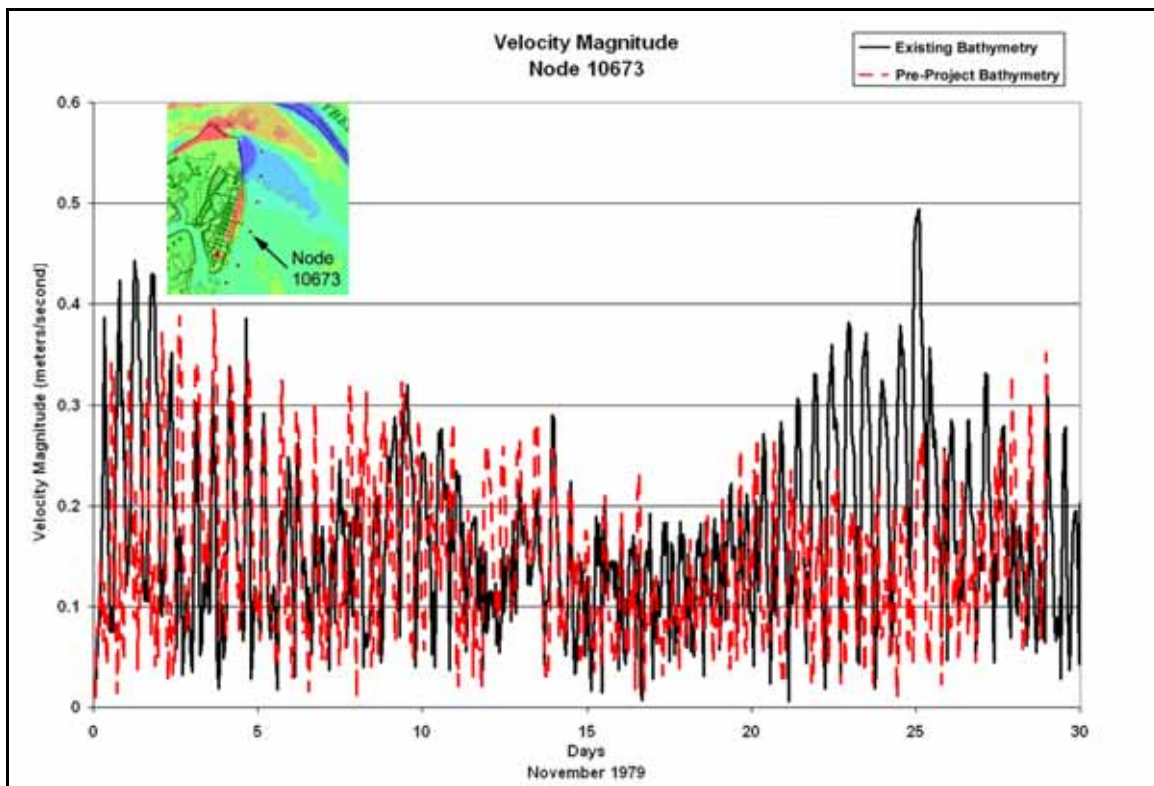 Velocity Magnitude
Node 10673
Existing Bathymetry
Pre-Project Bathymetry
0.6
0.5
0.4
0.3
0.2
0.1
0
Velocity Magnitude (meters/second)
Node
10673
0 5 10 15 20 25 30
Days
November 1979